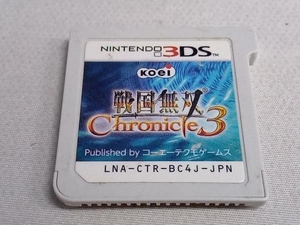 NINTENDO 3DS™
KOEI
戦国無双
Chronicle 3
Published by コーエーテクモゲームス
LNA-CTR-BC4J-JPN